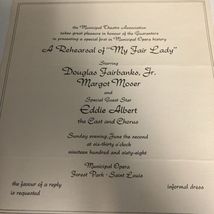 the Municipal Theatre Association
takes great pleasure in honour of the Guarantors
in presenting a special first in Municipal Opera history
A Rehearsal of "My Fair Lady"
Starring
Douglas Fairbanks, Jr.
Margot Moser
and
Special Guest Star
Eddie Albert
the Cast and Chorus
Sunday evening, June the second
at six-thirty o'clock
nineteen hundred and sixty-eight
Municipal Opera
Forest Park - Saint Louis
the favour of a reply
is requested
informal dress